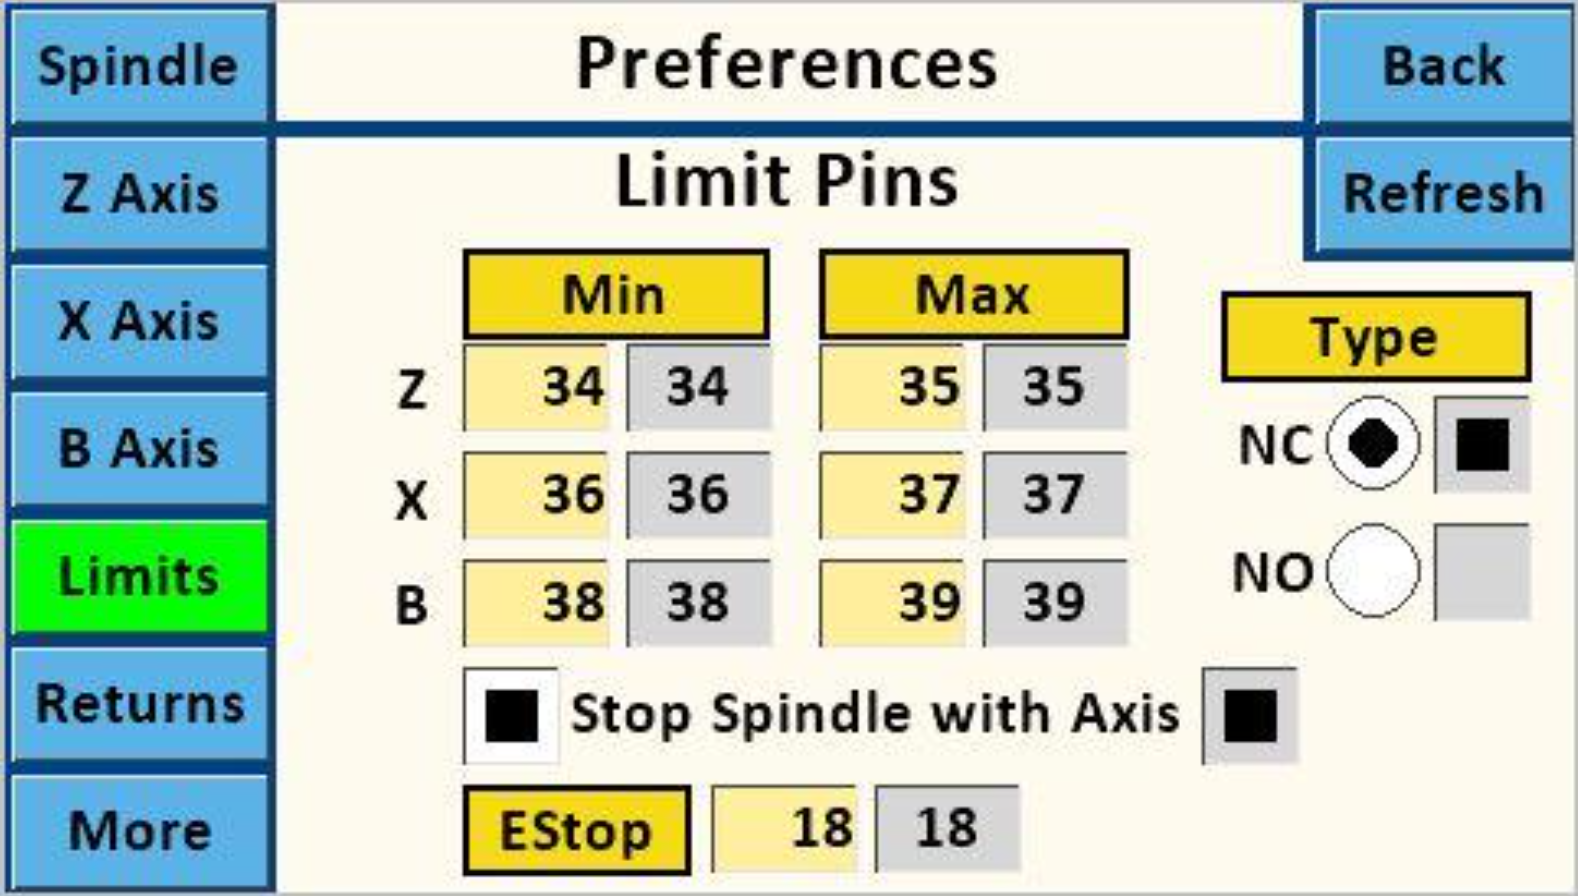 Spindle
Preferences
Back
Z Axis
Limit Pins
Refresh
X Axis
Min
Max
Type
Z
34
34
35
35
B Axis
NC
X
36
36
37
37
Limits
NO
B
38
38
39
39
Returns
Stop Spindle with Axis
More
EStop
18
18